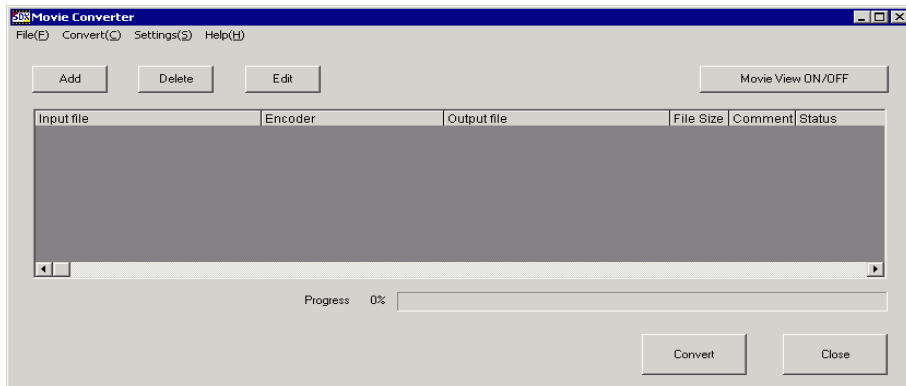 SDX Movie Converter
File(F) Convert(C) Settings(S) Help(H)
Add Delete Edit Movie View ON/OFF
Input file Encoder Output file File Size Comment Status
Progress 0%
Convert Close